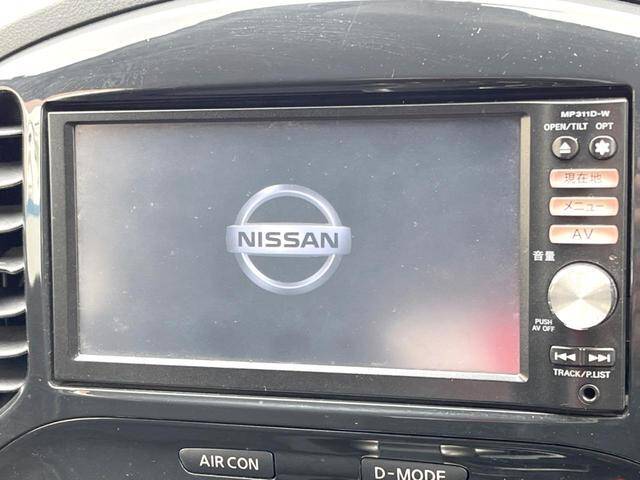 MP311D-W
OPEN/TILT OPT
現在地
メニュー
AV
音量
NISSAN
PUSH
AV OFF
TRACK/P.LIST
AIR CON
D-MODE